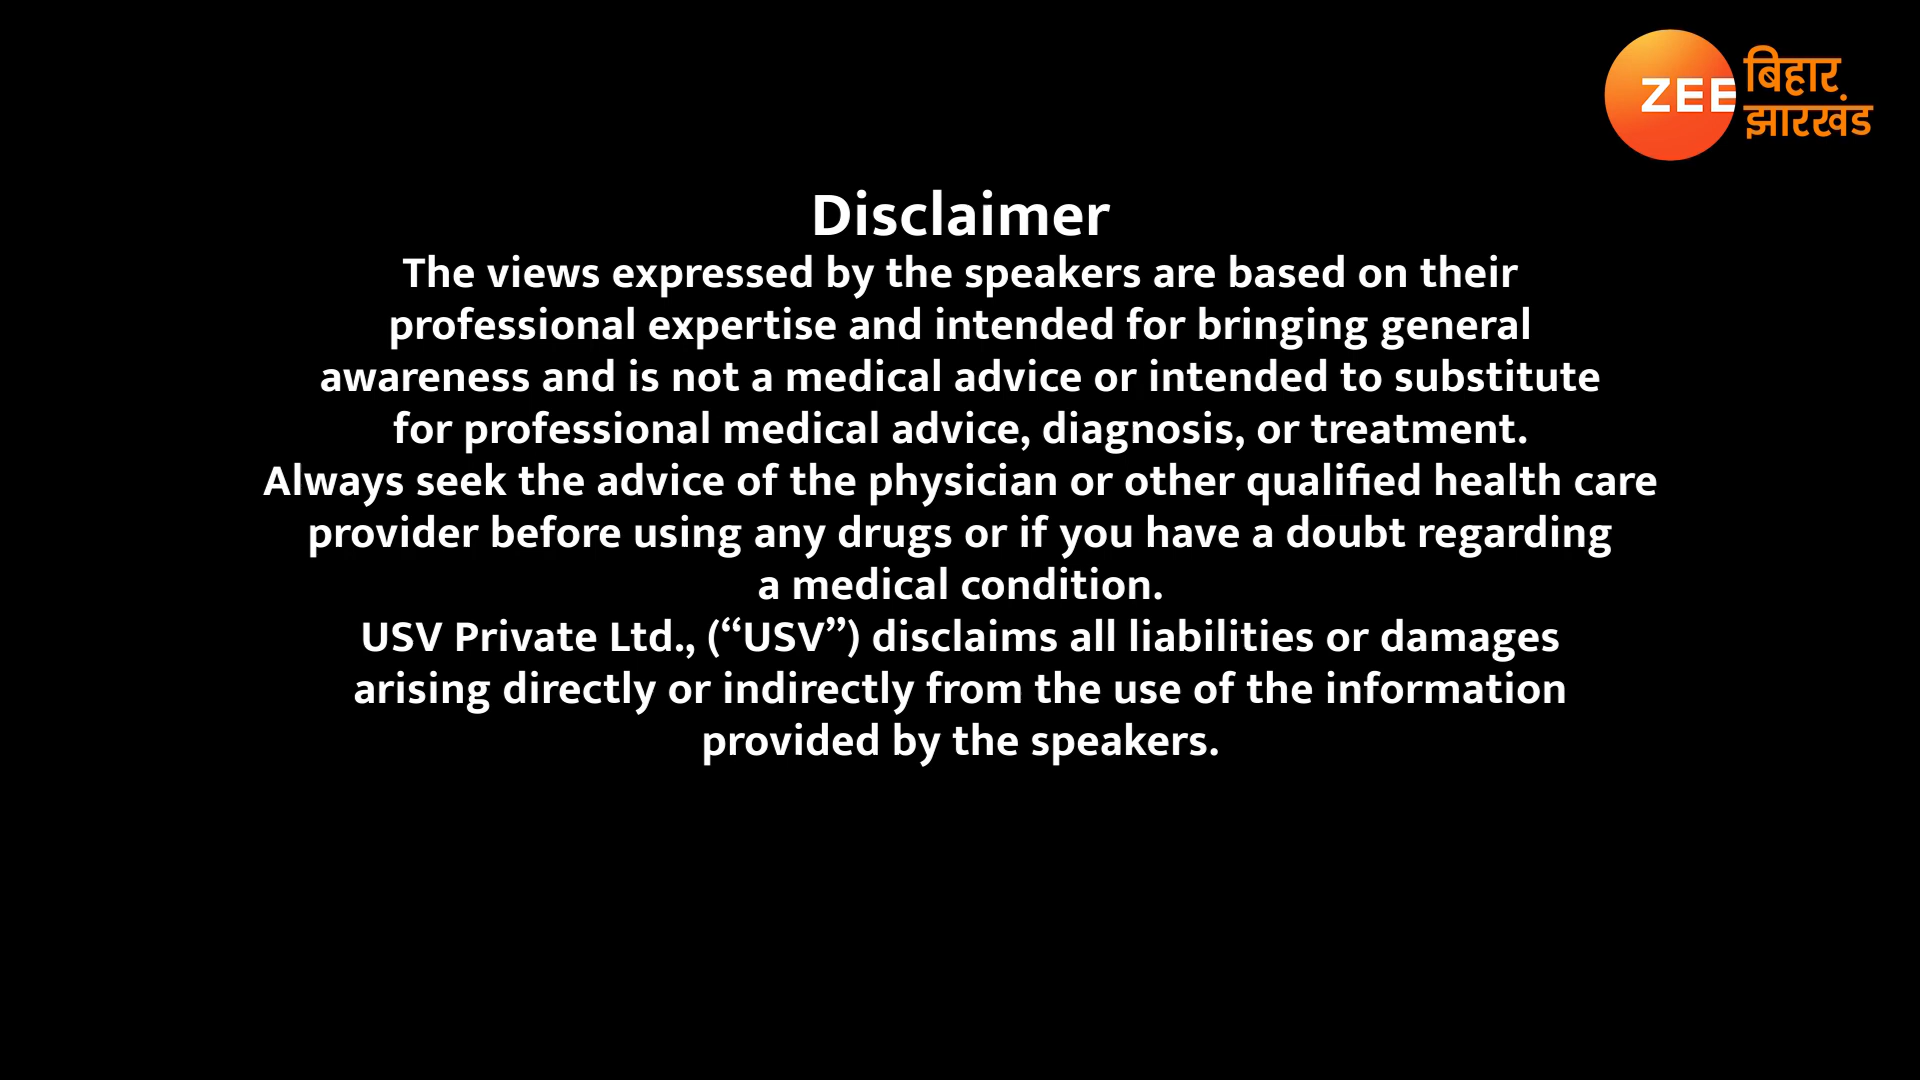 ZEE बिहार
झारखंड
Disclaimer
The views expressed by the speakers are based on their
professional expertise and intended for bringing general
awareness and is not a medical advice or intended to substitute
for professional medical advice, diagnosis, or treatment.
Always seek the advice of the physician or other qualified health care
provider before using any drugs or if you have a doubt regarding
a medical condition.
USV Private Ltd., (“USV”) disclaims all liabilities or damages
arising directly or indirectly from the use of the information
provided by the speakers.